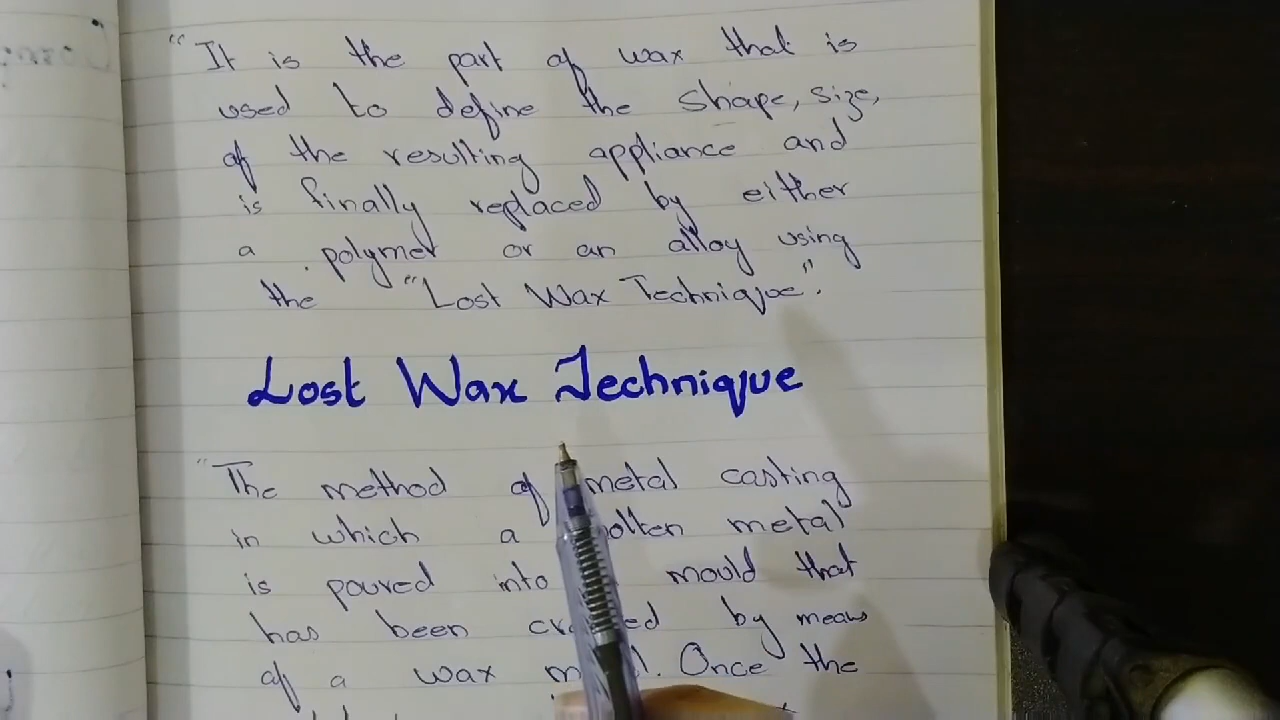 "It is the part of wax that is
used to define the shape, size,
of the resulting appliance and
is finally replaced by either
a polymer or an alloy using
the "Lost Wax Technique".
Lost Wax Technique
"The method of metal casting
in which a molten metal
is poured into mould that
has been created by means
of a wax Once the